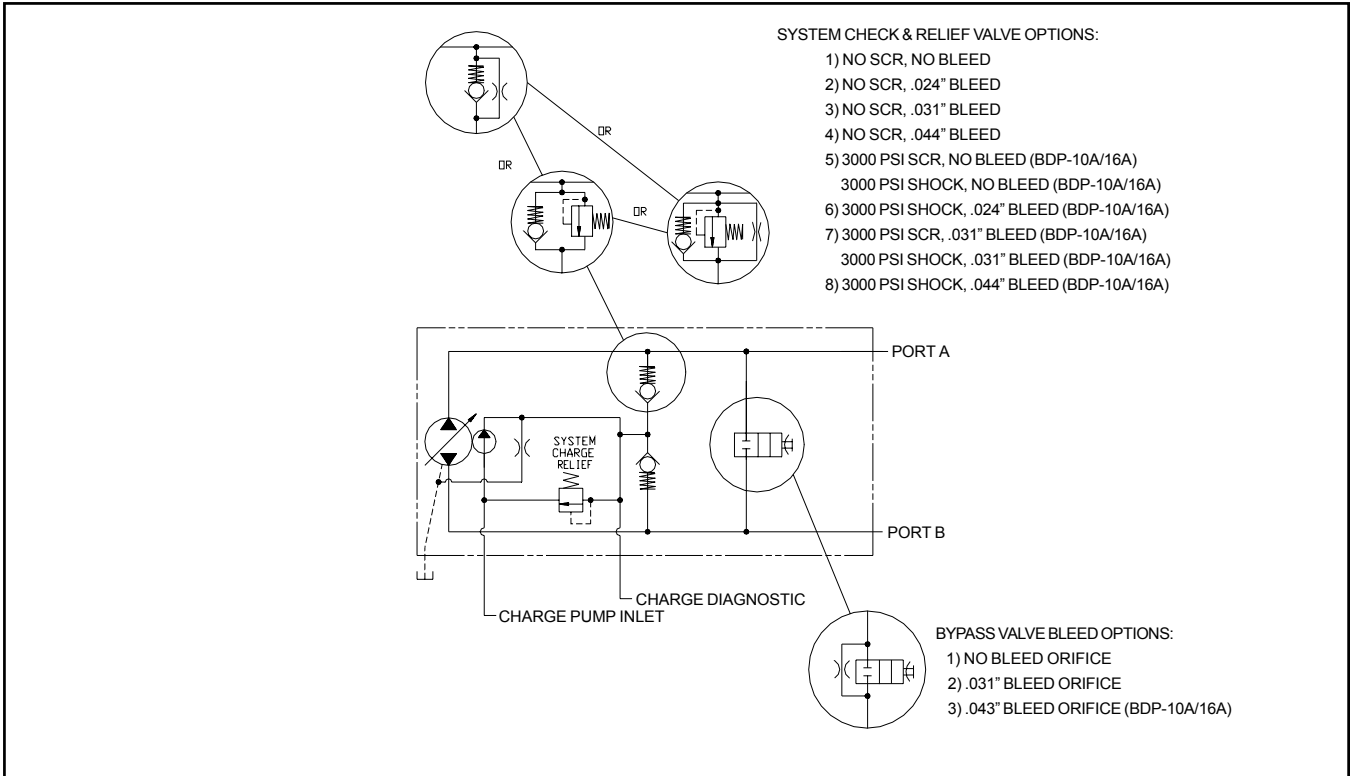 SYSTEM CHECK & RELIEF VALVE OPTIONS:
1) NO SCR, NO BLEED
2) NO SCR, .024” BLEED
3) NO SCR, .031” BLEED
4) NO SCR, .044” BLEED
5) 3000 PSI SCR, NO BLEED (BDP-10A/16A)
3000 PSI SHOCK, NO BLEED (BDP-10A/16A)
6) 3000 PSI SHOCK, .024” BLEED (BDP-10A/16A)
7) 3000 PSI SCR, .031” BLEED (BDP-10A/16A)
3000 PSI SHOCK, .031” BLEED (BDP-10A/16A)
8) 3000 PSI SHOCK, .044” BLEED (BDP-10A/16A)
OR
OR
OR
PORT A
SYSTEM
CHARGE
RELIEF
PORT B
CHARGE DIAGNOSTIC
CHARGE PUMP INLET
BYPASS VALVE BLEED OPTIONS:
1) NO BLEED ORIFICE
2) .031” BLEED ORIFICE
3) .043” BLEED ORIFICE (BDP-10A/16A)